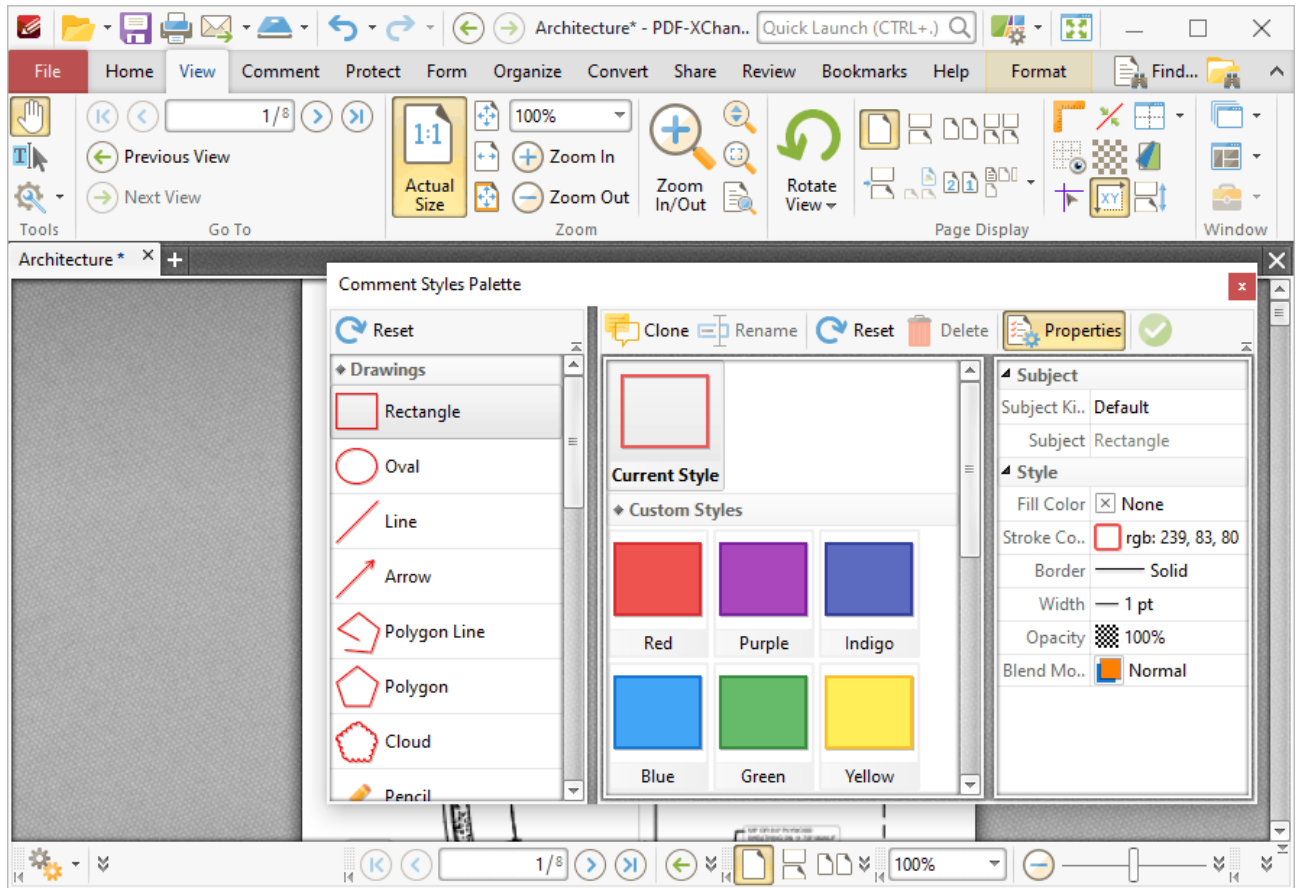 Architecture* - PDF-XChan.. Quick Launch (CTRL+.)
File Home View Comment Protect Form Organize Convert Share Review Bookmarks Help Format Find...
1/8 1:1 100%
Previous View Zoom In
Next View Actual Size Zoom Out Zoom In/Out Rotate View 2 1 XY
Tools Go To Zoom Page Display Window
Architecture *
Comment Styles Palette
Reset Clone Rename Reset Delete Properties
Drawings
Rectangle
Oval
Line
Arrow
Polygon Line
Polygon
Cloud
Pencil
Current Style
Custom Styles
Red Purple Indigo
Blue Green Yellow
Subject
Subject Ki.. Default
Subject Rectangle
Style
Fill Color None
Stroke Co.. rgb: 239, 83, 80
Border Solid
Width 1 pt
Opacity 100%
Blend Mo.. Normal
1/8 100%